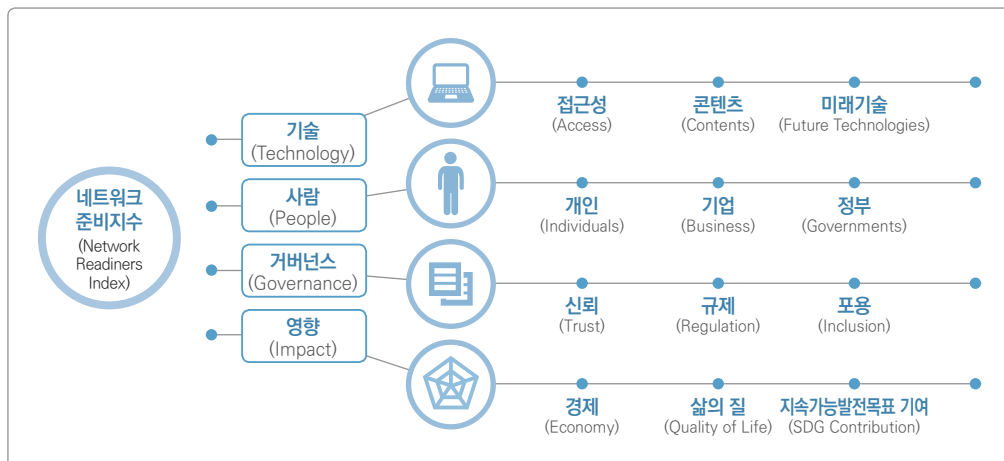 네트워크
준비지수
(Network
Readiners
Index)
기술
(Technology)
사람
(People)
거버넌스
(Governance)
영향
(Impact)
접근성
(Access)
콘텐츠
(Contents)
미래기술
(Future Technologies)
개인
(Individuals)
기업
(Business)
정부
(Governments)
신뢰
(Trust)
규제
(Regulation)
포용
(Inclusion)
경제
(Economy)
삶의 질
(Quality of Life)
지속가능발전목표 기여
(SDG Contribution)